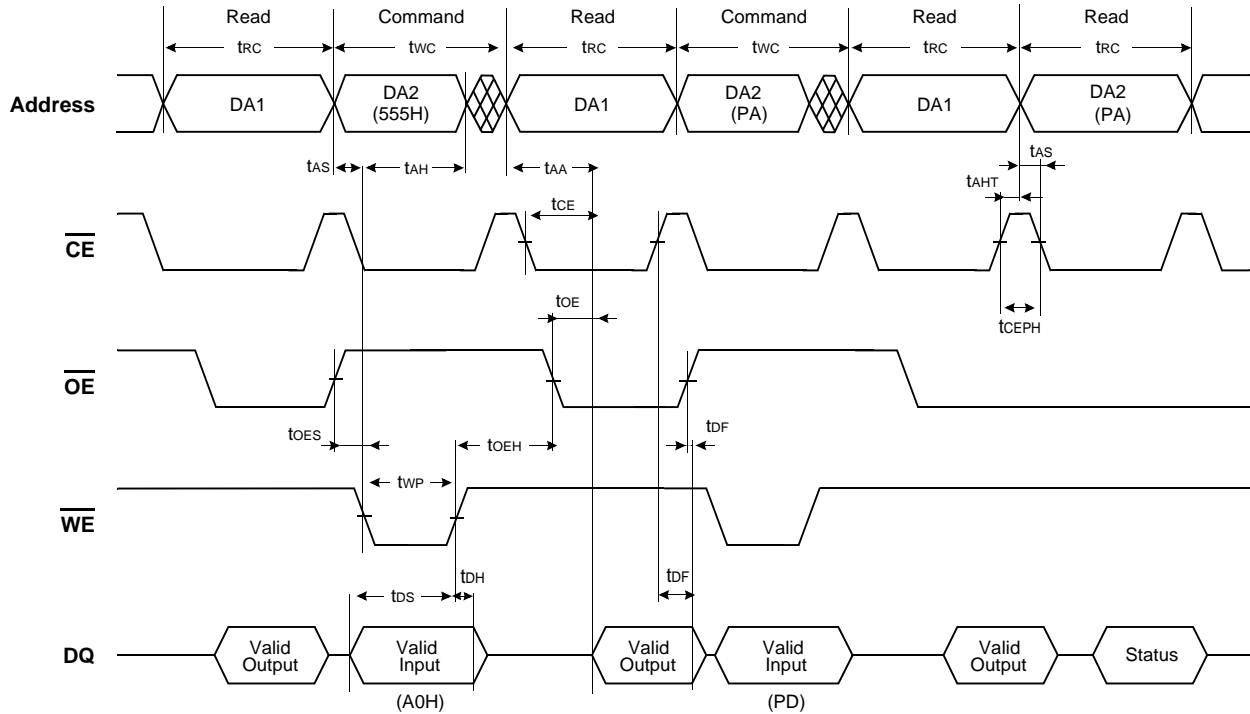 Read Command Read Command Read Read
tRC tWC tRC tWC tRC tRC
Address DA1 DA2 (555H) DA1 DA2 (PA) DA1 DA2 (PA)
tAS tAH tAA tAS
tAHT
CE tCE
tOE tCEPH
OE
tOES tOEH tDF
tWP
WE
tDS tDH tDF
DQ Valid Output Valid Input Valid Output Valid Input Valid Output Status
(A0H) (PD)